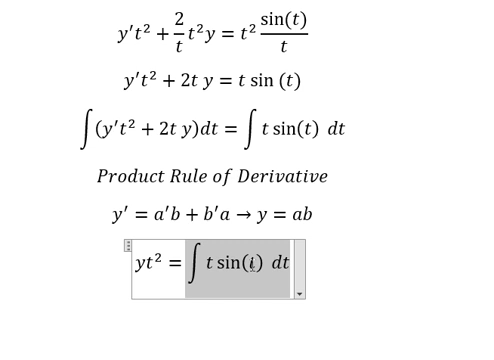 y′t² + 2/t t²y = t² sin(t)/t
y′t² + 2t y = t sin (t)
∫(y′t² + 2t y)dt = ∫ t sin(t) dt
Product Rule of Derivative
y′ = a′b + b′a → y = ab
yt² = ∫ t sin(t) dt